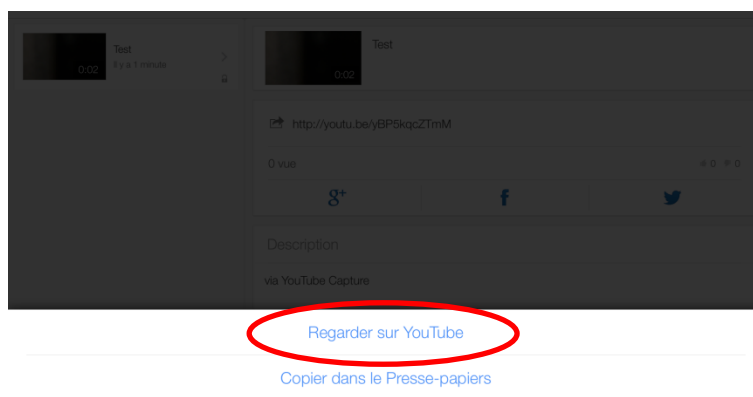 Test
Il y a 1 minute
0:02
Test
0:02
http://youtu.be/yBP5kqcZTmM
0 vue
0 0
g+ f
Description
via YouTube Capture
Regarder sur YouTube
Copier dans le Presse-papiers